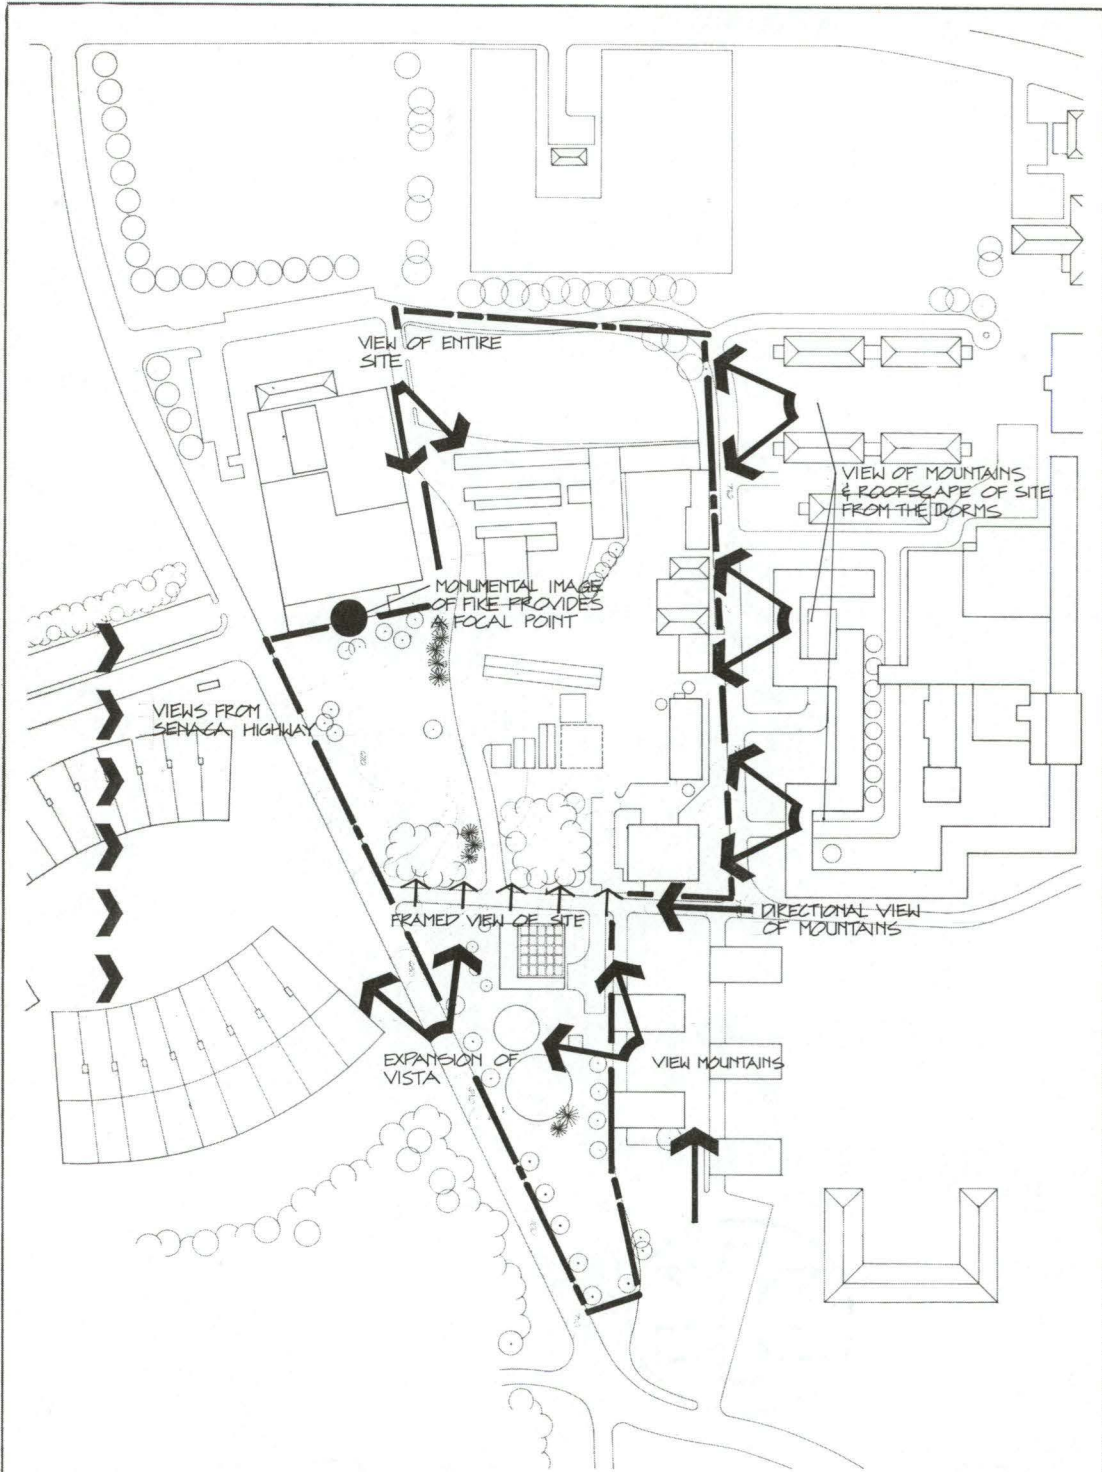 VIEW OF ENTIRE
SITE
VIEW OF MOUNTAINS
& ROOFSCAPE OF SITE
FROM THE DORMS
MONUMENTAL IMAGE
OF FIKE PROVIDES
A FOCAL POINT
VIEWS FROM
SENACA HIGHWAY
FRAMED VIEW OF SITE
DIRECTIONAL VIEW
OF MOUNTAINS
EXPANSION OF
VISTA
VIEW MOUNTAINS